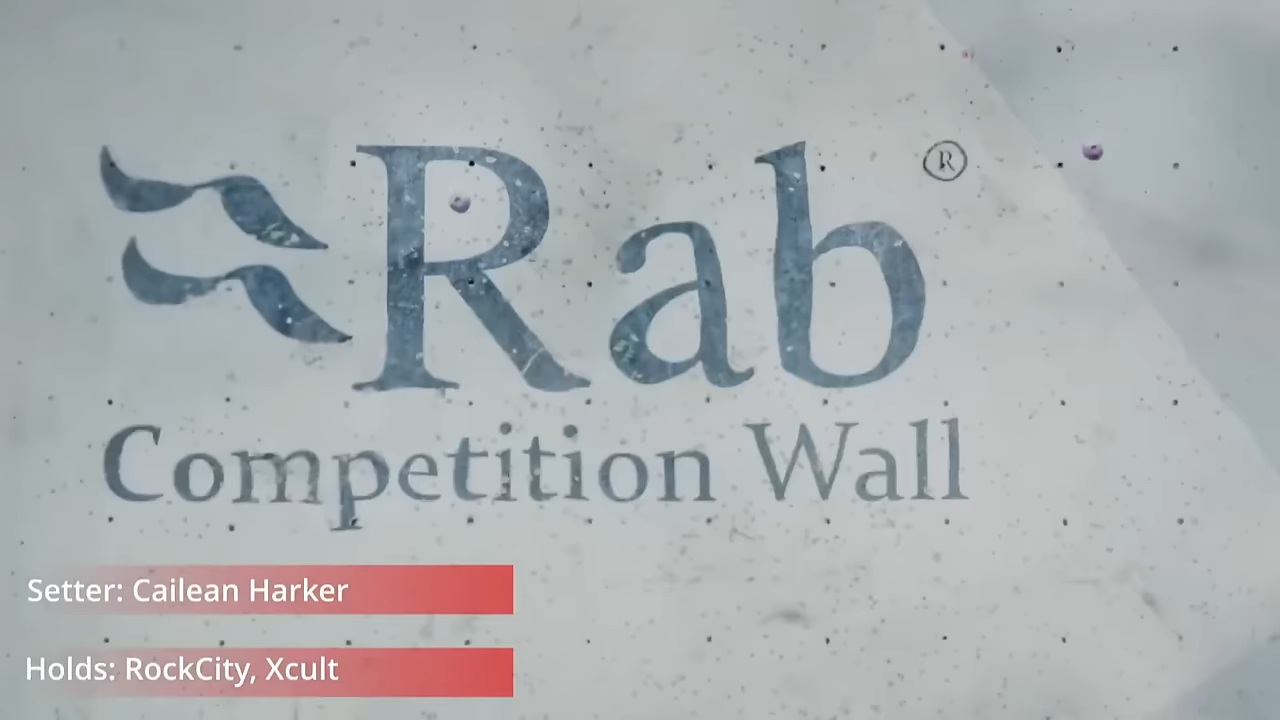 Rab®
Competition Wall
Setter: Cailean Harker
Holds: RockCity, Xcult